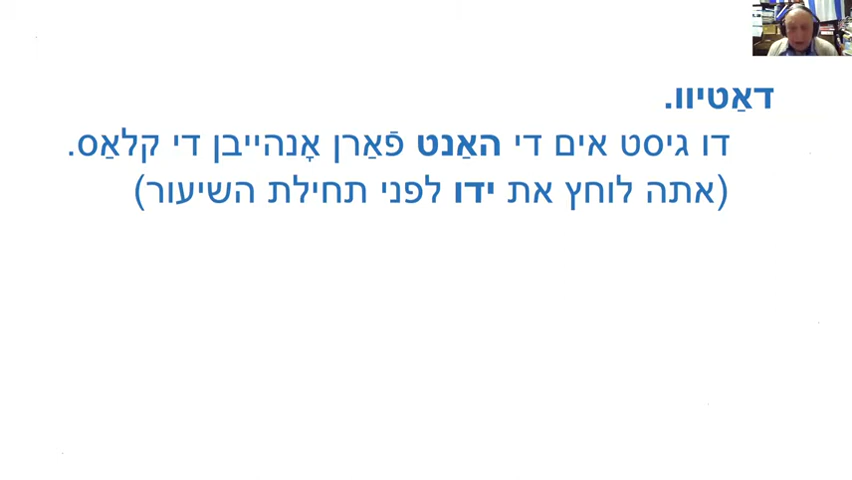 דאַטיוו.
דו גיסט אים די האַנט פֿאַרן אָנהייבן די קלאַס.
(אתה לוחץ את ידו לפני תחילת השיעור)